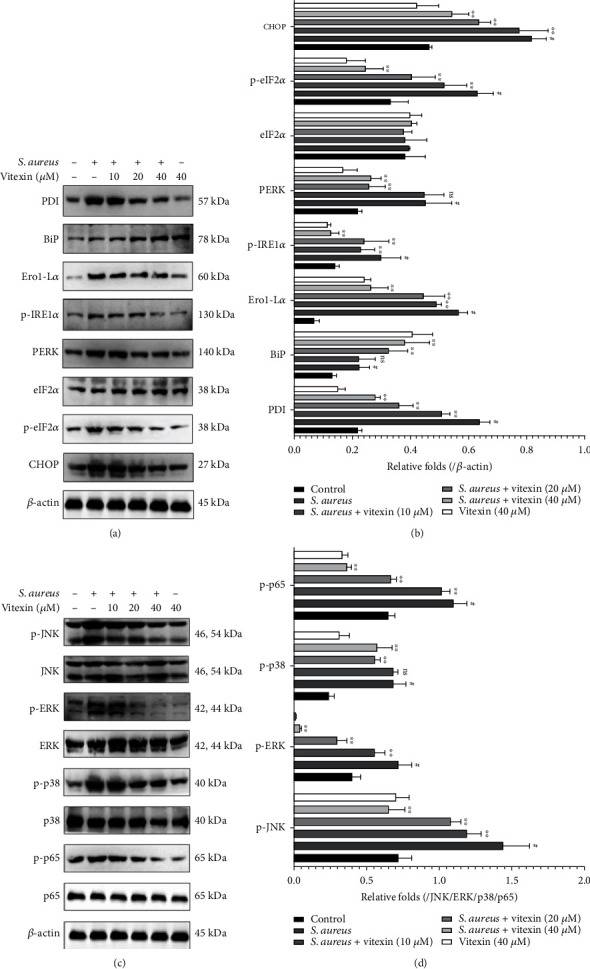 S. aureus – + + + + –
Vitexin (μM) – – 10 20 40 40
PDI 57 kDa
BiP 78 kDa
Ero1-Lα 60 kDa
p-IRE1α 130 kDa
PERK 140 kDa
eIF2α 38 kDa
p-eIF2α 38 kDa
CHOP 27 kDa
β-actin 45 kDa
(a)
CHOP
**
**
**
#
p-eIF2α
**
**
**
#
eIF2α
PERK
**
**
ns
#
p-IRE1α
**
**
**
#
Ero1-Lα
**
**
**
#
BiP
**
**
ns
#
PDI
**
**
**
#
0.0 0.2 0.4 0.6 0.8 1.0
Relative folds (/β-actin)
Control
S. aureus
S. aureus + vitexin (10 μM)
S. aureus + vitexin (20 μM)
S. aureus + vitexin (40 μM)
Vitexin (40 μM)
(b)
S. aureus – + + + + –
Vitexin (μM) – – 10 20 40 40
p-JNK 46, 54 kDa
JNK 46, 54 kDa
p-ERK 42, 44 kDa
ERK 42, 44 kDa
p-p38 40 kDa
p38 40 kDa
p-p65 65 kDa
p65 65 kDa
β-actin 45 kDa
(c)
p-p65
**
**
**
#
p-p38
**
**
ns
#
p-ERK
**
**
**
#
p-JNK
**
**
**
#
0.0 0.5 1.0 1.5 2.0
Relative folds (/JNK/ERK/p38/p65)
Control
S. aureus
S. aureus + vitexin (10 μM)
S. aureus + vitexin (20 μM)
S. aureus + vitexin (40 μM)
Vitexin (40 μM)
(d)